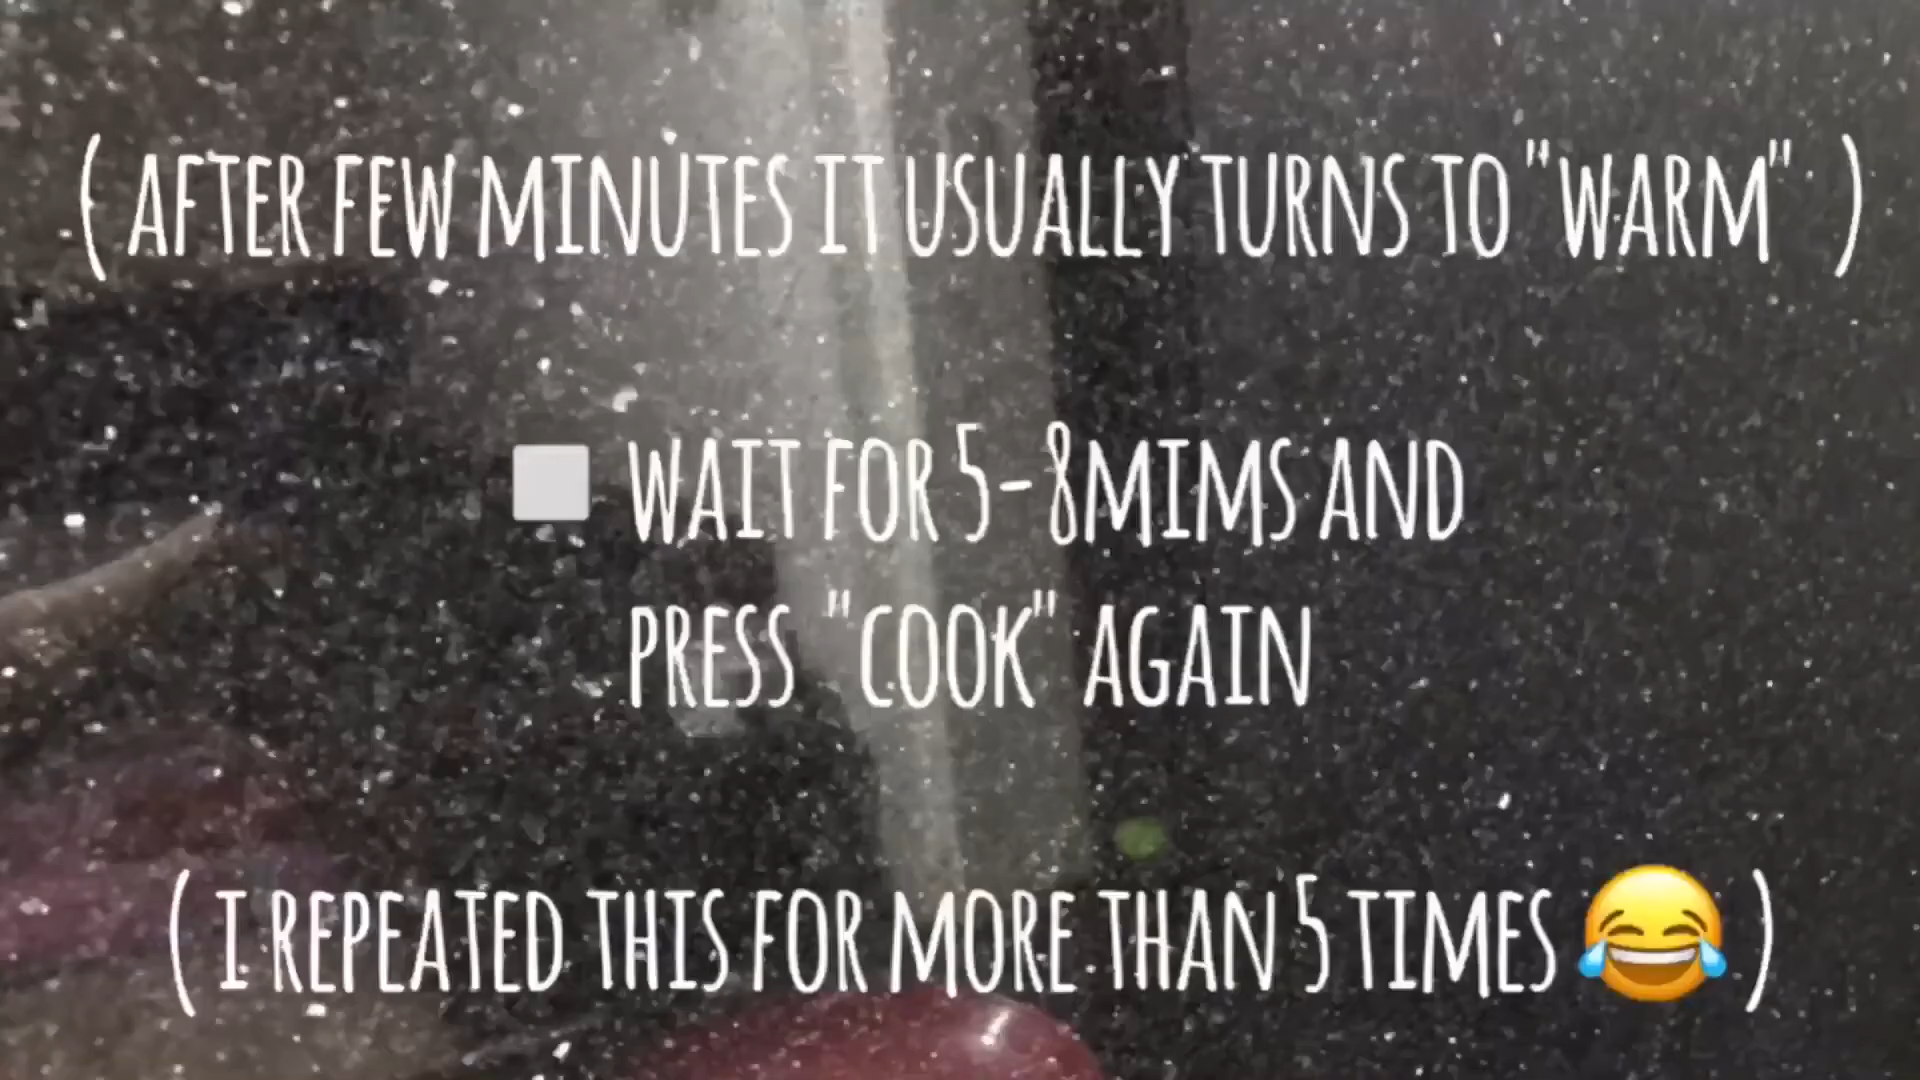 ( AFTER FEW MINUTES IT USUALLY TURNS TO "WARM" )
◻️ WAIT FOR 5-8MIMS AND
PRESS "COOK" AGAIN
( I REPEATED THIS FOR MORE THAN 5 TIMES 😂 )